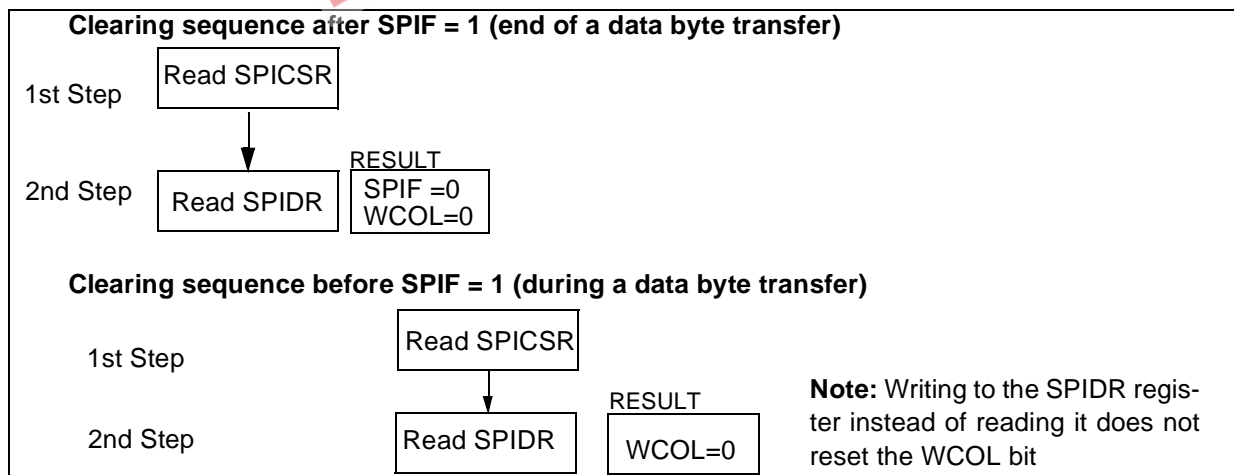 Clearing sequence after SPIF = 1 (end of a data byte transfer)
1st Step
Read SPICSR
2nd Step
Read SPIDR
RESULT
SPIF =0
WCOL=0
Clearing sequence before SPIF = 1 (during a data byte transfer)
1st Step
Read SPICSR
2nd Step
Read SPIDR
RESULT
WCOL=0
Note: Writing to the SPIDR regis-
ter instead of reading it does not
reset the WCOL bit